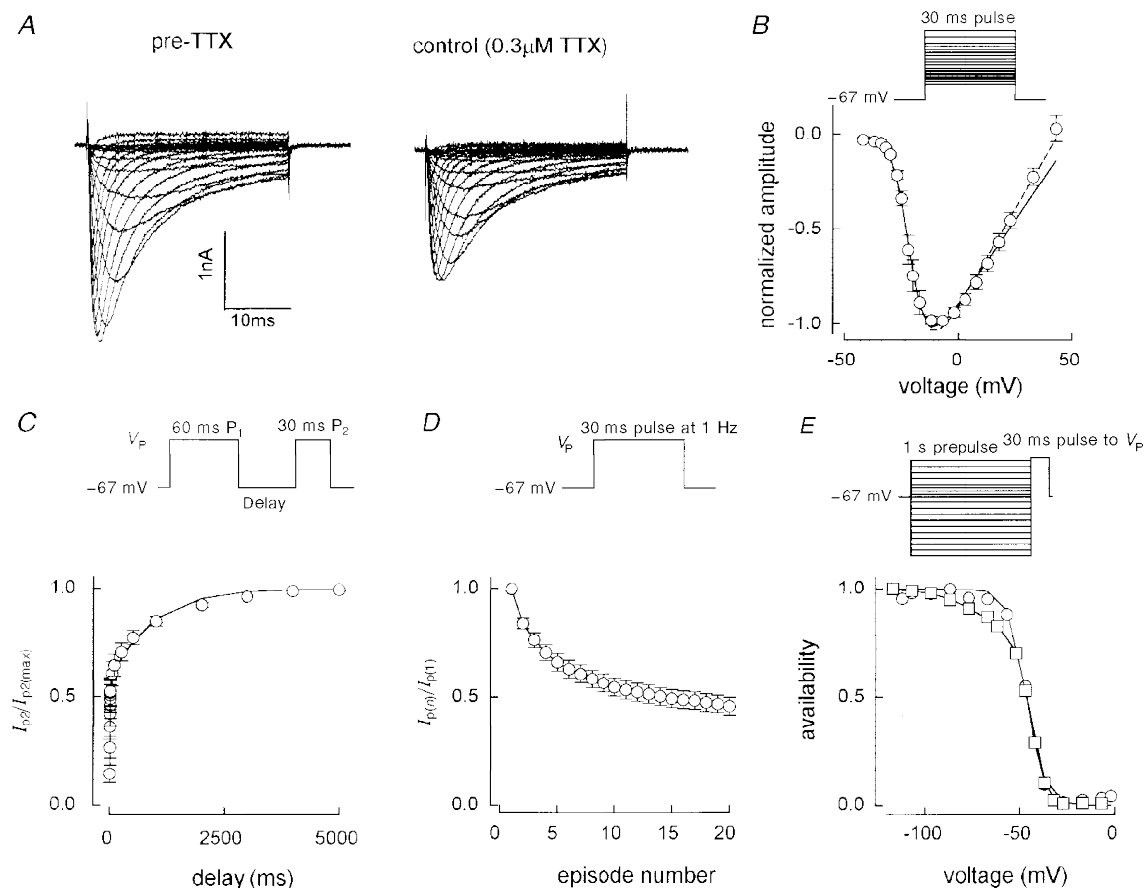 A
pre-TTX
control (0.3µM TTX)
1nA
10ms
B
30 ms pulse
−67 mV
0.0
-0.5
-1.0
normalized amplitude
-50
0
50
voltage (mV)
C
VP
60 ms P1
30 ms P2
−67 mV
Delay
1.0
0.5
0.0
Ip2/Ip2(max)
0
2500
5000
delay (ms)
D
VP
30 ms pulse at 1 Hz
−67 mV
1.0
0.5
0.0
Ip(n)/Ip(1)
0
5
10
15
20
episode number
E
1 s prepulse
30 ms pulse to VP
−67 mV
1.0
0.5
0.0
availability
-100
-50
0
voltage (mV)